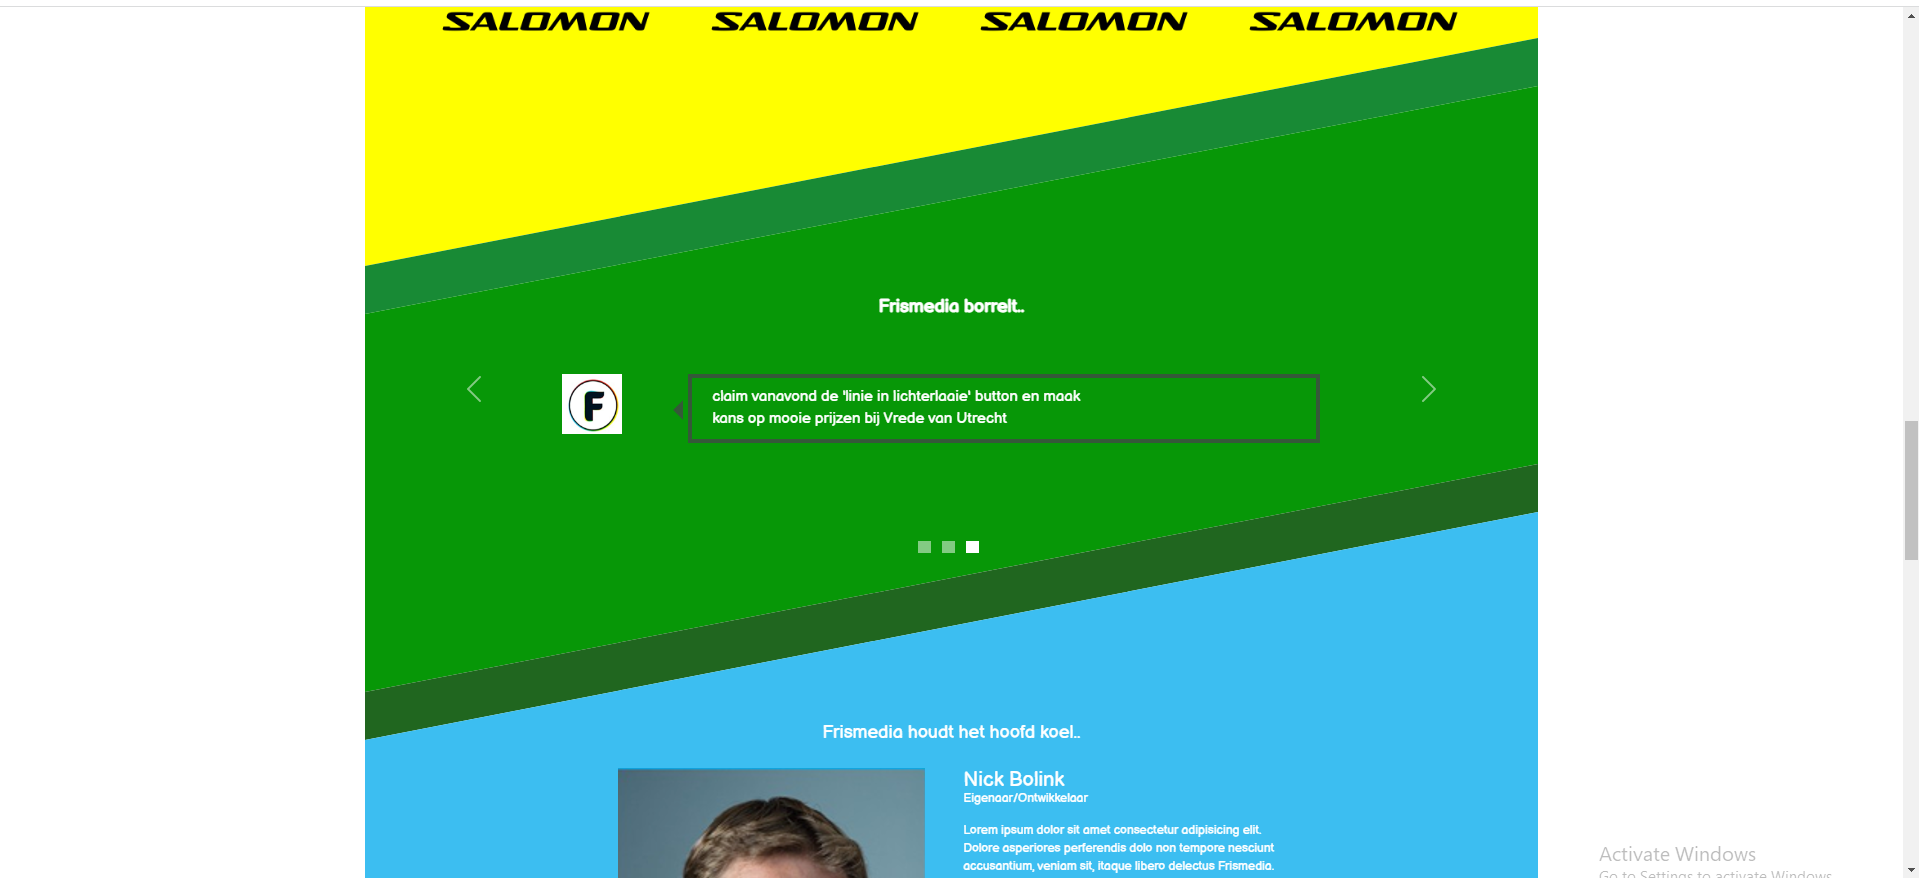 SALOMON SALOMON SALOMON SALOMON
Frismedia borrelt..
F
claim vanavond de 'linie in lichterlaaie' button en maak
kans op mooie prijzen bij Vrede van Utrecht
Frismedia houdt het hoofd koel..
Nick Bolink
Eigenaar/Ontwikkelaar
Lorem ipsum dolor sit amet consectetur adipisicing elit.
Dolore asperiores perferendis dolo non tempore nesciunt
accusantium, veniam sit, itaque libero delectus Frismedia.
Activate Windows
Go to Settings to activate Windows.